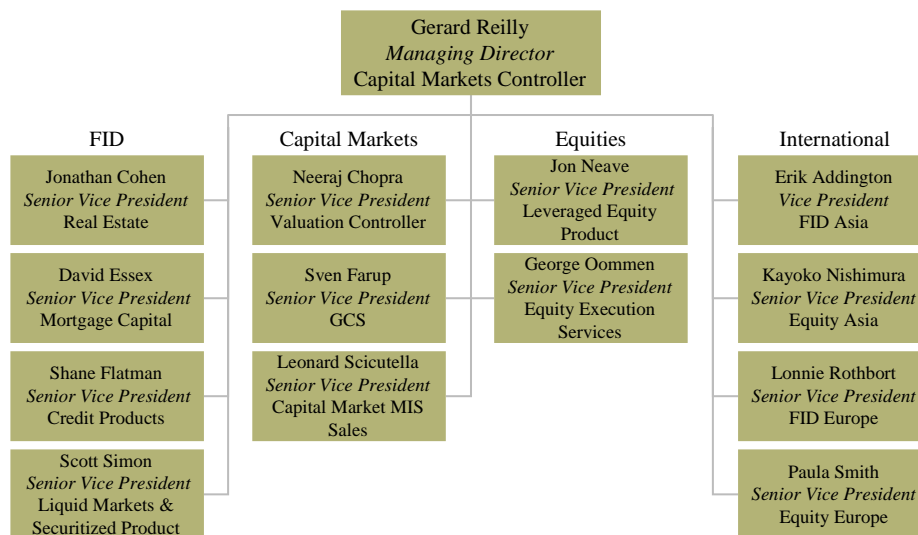 Gerard Reilly
Managing Director
Capital Markets Controller
FID
Jonathan Cohen
Senior Vice President
Real Estate
David Essex
Senior Vice President
Mortgage Capital
Shane Flatman
Senior Vice President
Credit Products
Scott Simon
Senior Vice President
Liquid Markets &
Securitized Product
Capital Markets
Neeraj Chopra
Senior Vice President
Valuation Controller
Sven Farup
Senior Vice President
GCS
Leonard Scicutella
Senior Vice President
Capital Market MIS
Sales
Equities
Jon Neave
Senior Vice President
Leveraged Equity
Product
George Oommen
Senior Vice President
Equity Execution
Services
International
Erik Addington
Vice President
FID Asia
Kayoko Nishimura
Senior Vice President
Equity Asia
Lonnie Rothbort
Senior Vice President
FID Europe
Paula Smith
Senior Vice President
Equity Europe